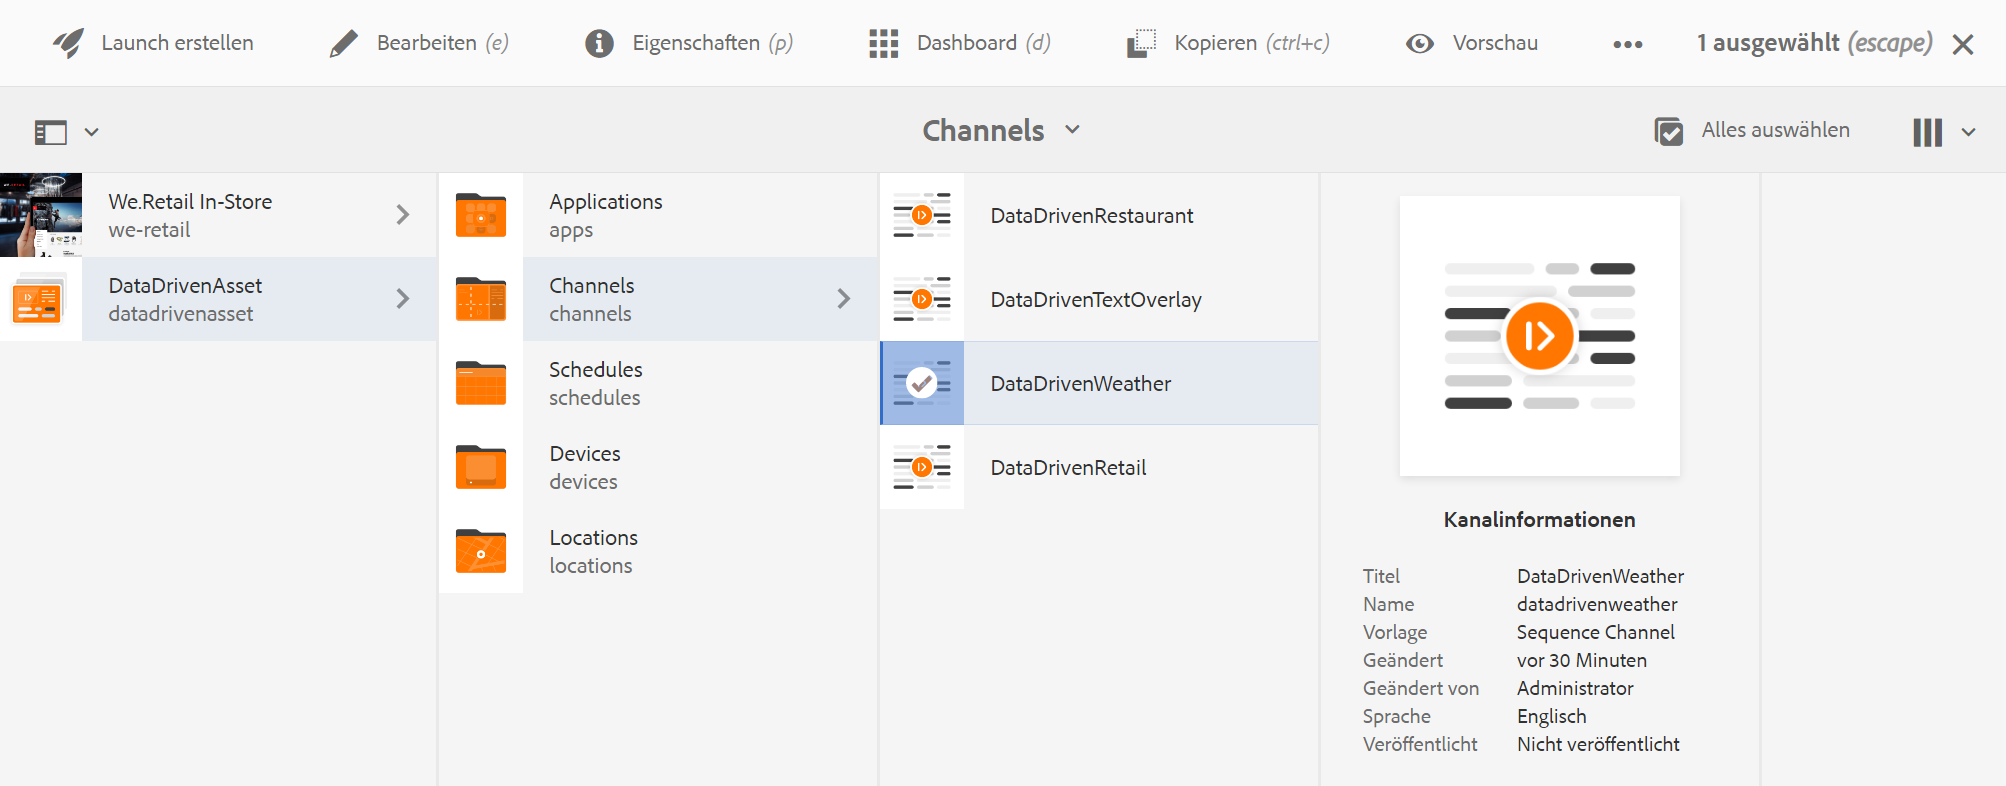 Launch erstellen
Bearbeiten (e)
Eigenschaften (p)
Dashboard (d)
Kopieren (ctrl+c)
Vorschau
1 ausgewählt (escape)
Channels
Alles auswählen
We.Retail In-Store
we-retail
DataDrivenAsset
datadrivenasset
Applications
apps
Channels
channels
Schedules
schedules
Devices
devices
Locations
locations
DataDrivenRestaurant
DataDrivenTextOverlay
DataDrivenWeather
DataDrivenRetail
Kanalinformationen
Titel DataDrivenWeather
Name datadrivenweather
Vorlage Sequence Channel
Geändert vor 30 Minuten
Geändert von Administrator
Sprache Englisch
Veröffentlicht Nicht veröffentlicht